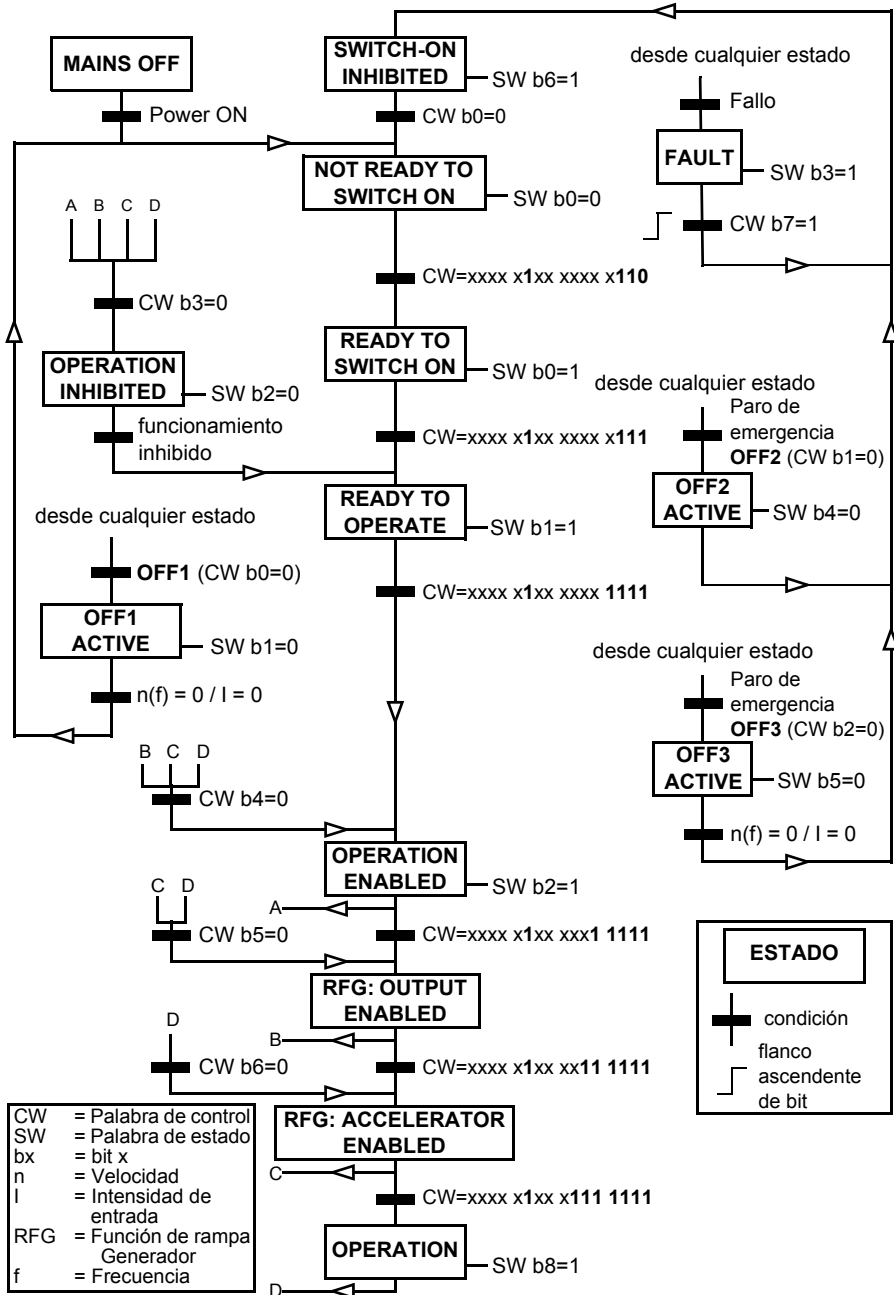 MAINS OFF
Power ON
SWITCH-ON
INHIBITED
SW b6=1
CW b0=0
NOT READY TO
SWITCH ON
SW b0=0
CW=xxxx x1xx xxxx x110
READY TO
SWITCH ON
SW b0=1
CW=xxxx x1xx xxxx x111
READY TO
OPERATE
SW b1=1
CW=xxxx x1xx xxxx 1111
A B C D
CW b3=0
OPERATION
INHIBITED
SW b2=0
funcionamiento
inhibido
desde cualquier estado
OFF1 (CW b0=0)
OFF1
ACTIVE
SW b1=0
n(f) = 0 / I = 0
desde cualquier estado
Fallo
FAULT
SW b3=1
CW b7=1
desde cualquier estado
Paro de
emergencia
OFF2 (CW b1=0)
OFF2
ACTIVE
SW b4=0
desde cualquier estado
Paro de
emergencia
OFF3 (CW b2=0)
OFF3
ACTIVE
SW b5=0
n(f) = 0 / I = 0
B C D
CW b4=0
OPERATION
ENABLED
SW b2=1
A
C D
CW b5=0
CW=xxxx x1xx xxx1 1111
RFG: OUTPUT
ENABLED
B
D
CW b6=0
CW=xxxx x1xx xx11 1111
RFG: ACCELERATOR
ENABLED
C
CW=xxxx x1xx x111 1111
OPERATION
SW b8=1
D
CW = Palabra de control
SW = Palabra de estado
bx = bit x
n = Velocidad
I = Intensidad de
entrada
RFG = Función de rampa
Generador
f = Frecuencia
ESTADO
condición
flanco
ascendente
de bit